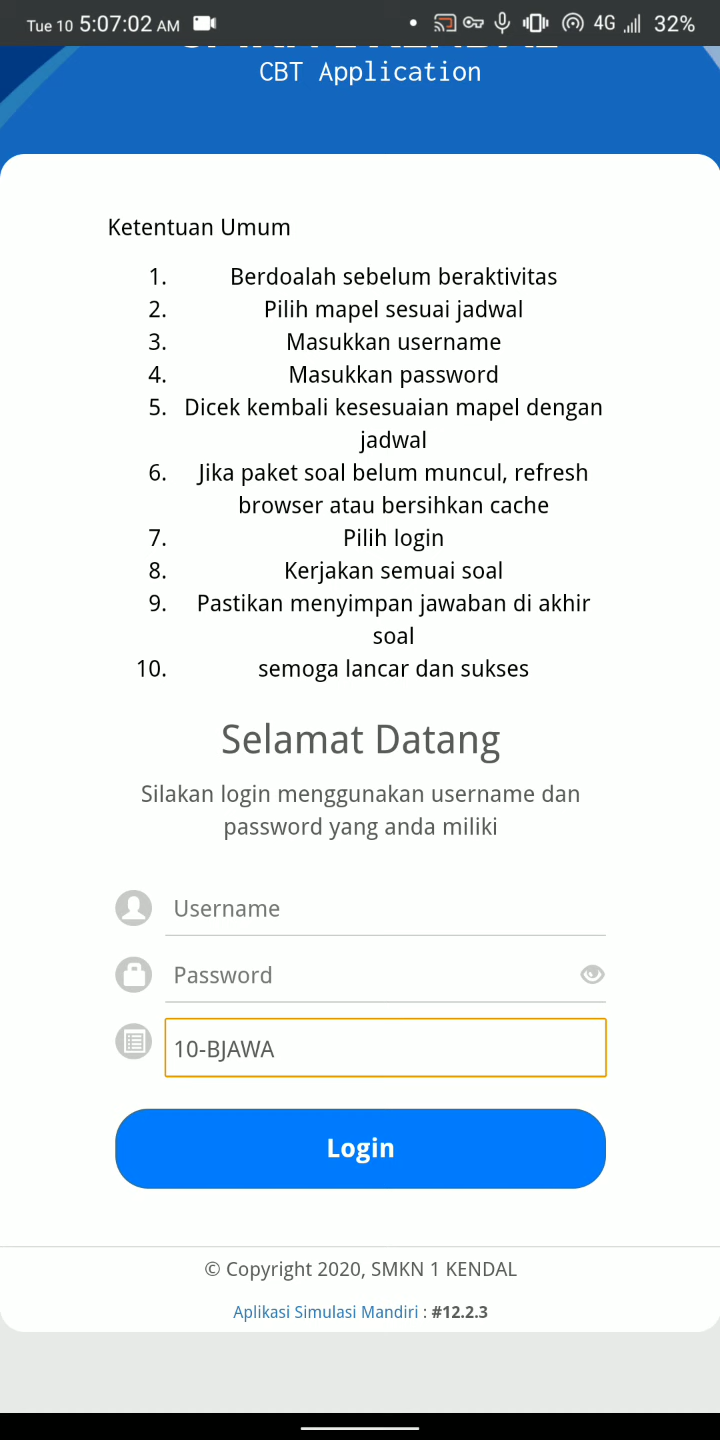 Tue 10 5:07:02 AM 4G 32%
CBT Application
Ketentuan Umum
1. Berdoalah sebelum beraktivitas
2. Pilih mapel sesuai jadwal
3. Masukkan username
4. Masukkan password
5. Dicek kembali kesesuaian mapel dengan
jadwal
6. Jika paket soal belum muncul, refresh
browser atau bersihkan cache
7. Pilih login
8. Kerjakan semuai soal
9. Pastikan menyimpan jawaban di akhir
soal
10. semoga lancar dan sukses
Selamat Datang
Silakan login menggunakan username dan
password yang anda miliki
Username
Password
10-BJAWA
Login
© Copyright 2020, SMKN 1 KENDAL
Aplikasi Simulasi Mandiri : #12.2.3